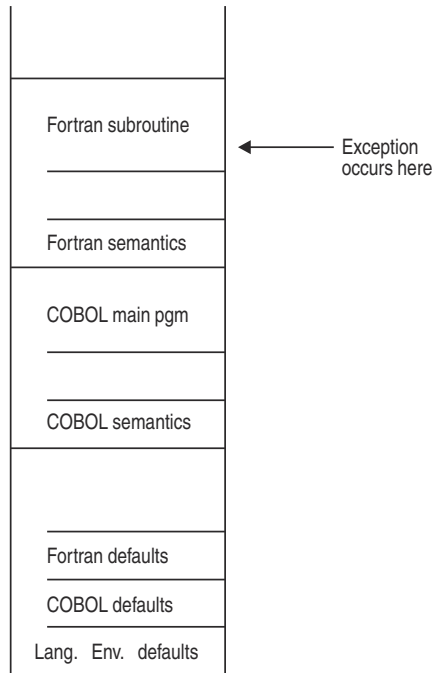 Fortran subroutine
Exception
occurs here
Fortran semantics
COBOL main pgm
COBOL semantics
Fortran defaults
COBOL defaults
Lang. Env. defaults